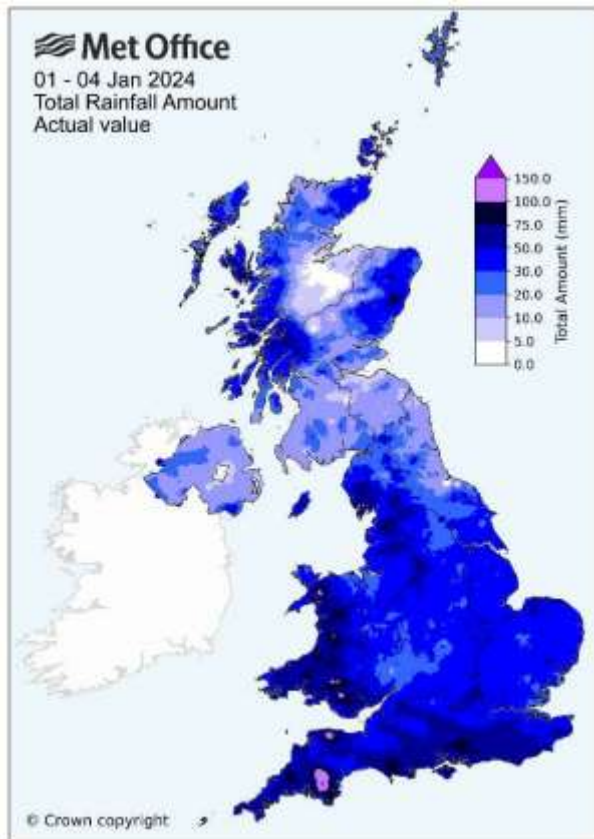 Met Office
01 - 04 Jan 2024
Total Rainfall Amount
Actual value
150.0
100.0
75.0
50.0
30.0
20.0
10.0
5.0
0.0
Total Amount (mm)
© Crown copyright